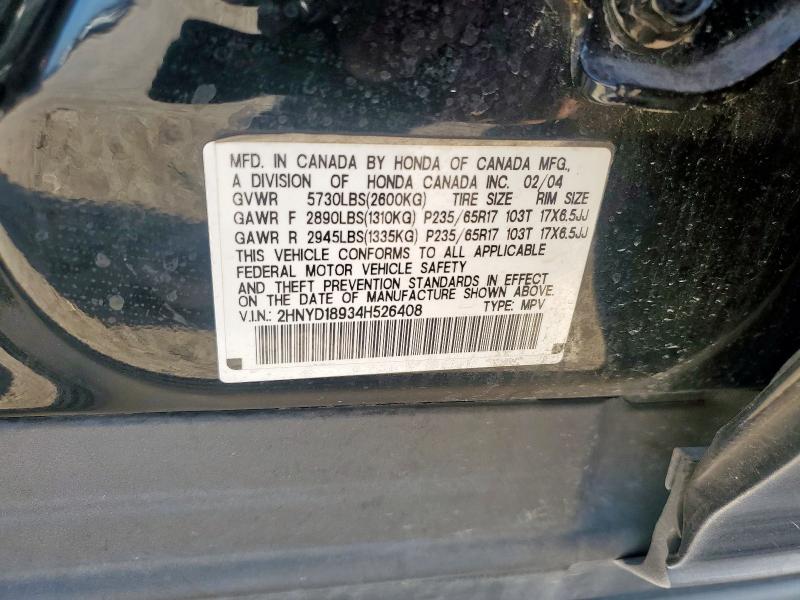 MFD. IN CANADA BY HONDA OF CANADA MFG.,
A DIVISION OF HONDA CANADA INC. 02/04
GVWR 5730LBS(2600KG) TIRE SIZE RIM SIZE
GAWR F 2890LBS(1310KG) P235/65R17 103T 17X6.5JJ
GAWR R 2945LBS(1335KG) P235/65R17 103T 17X6.5JJ
THIS VEHICLE CONFORMS TO ALL APPLICABLE
FEDERAL MOTOR VEHICLE SAFETY
AND THEFT PREVENTION STANDARDS IN EFFECT
ON THE DATE OF MANUFACTURE SHOWN ABOVE.
V.I.N.: 2HNYD18934H526408 TYPE: MPV